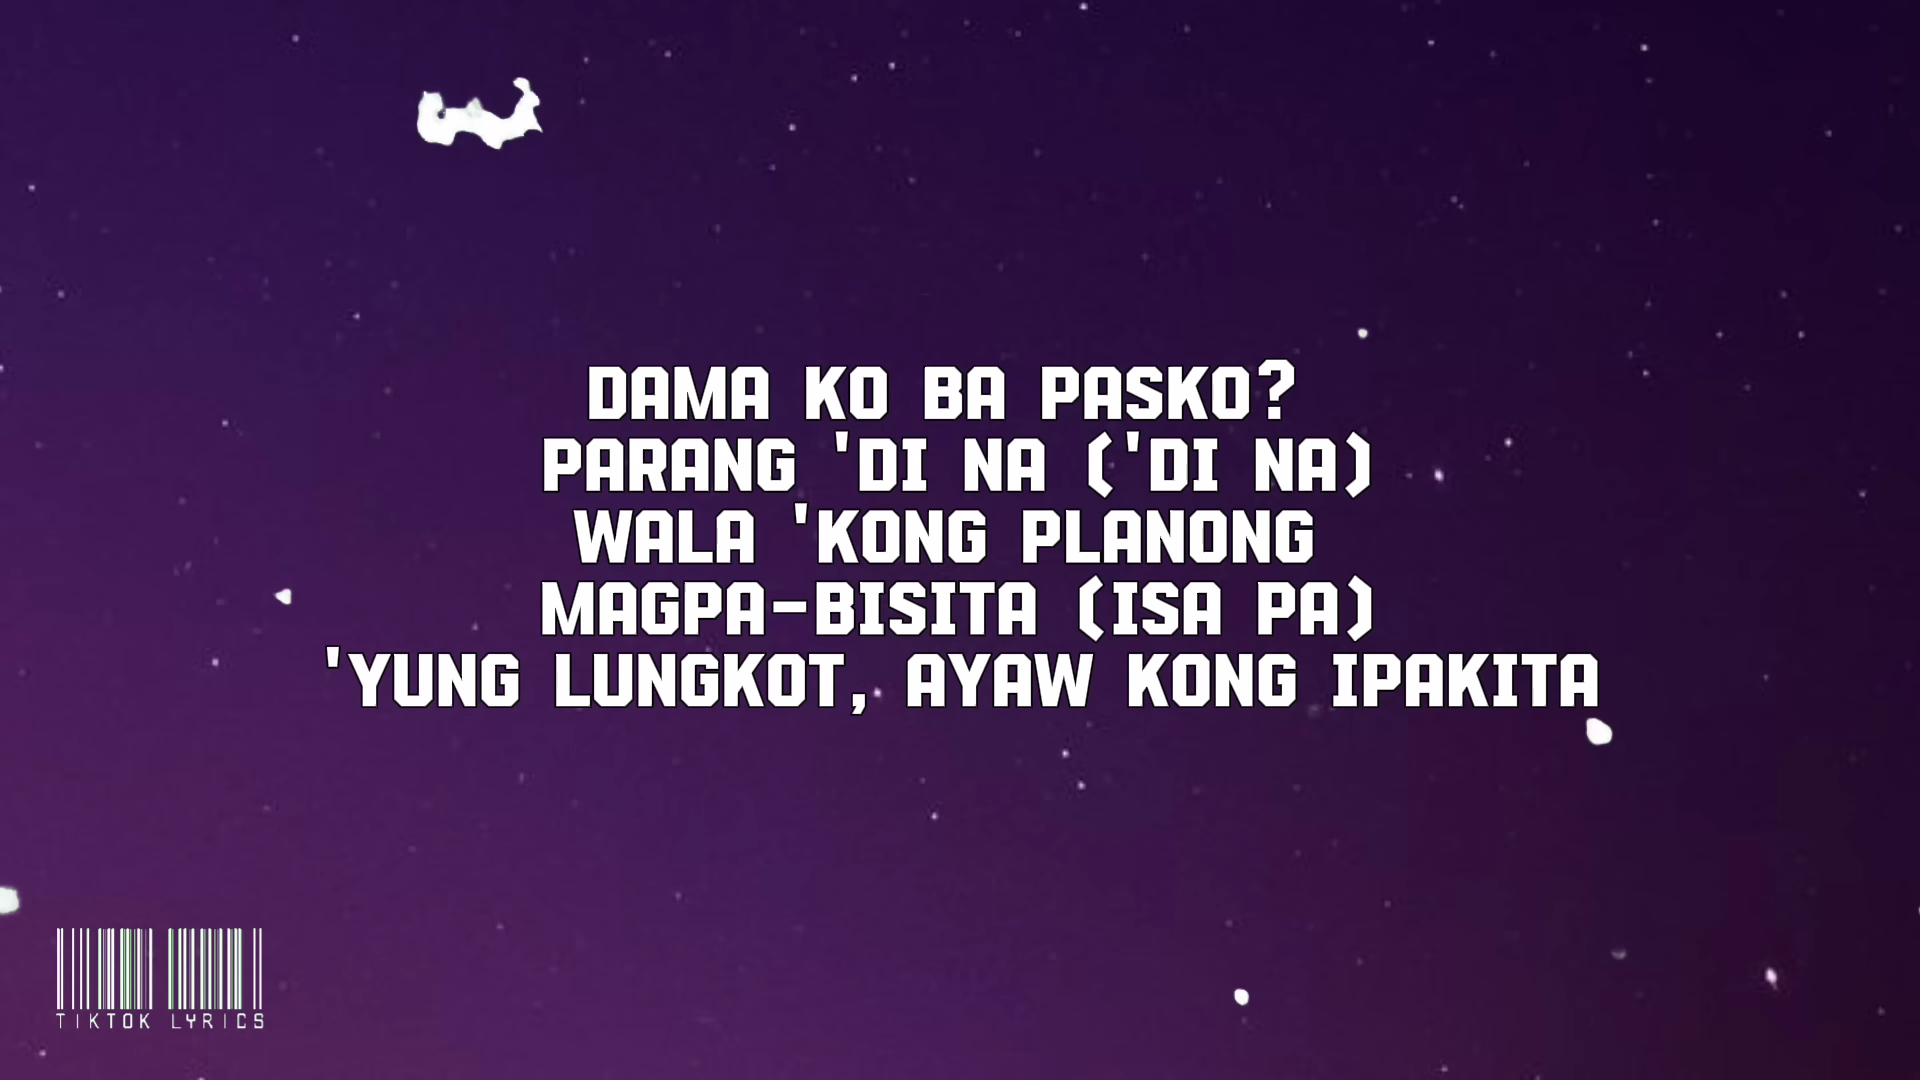 DAMA KO BA PASKO?
PARANG 'DI NA ('DI NA)
WALA 'KONG PLANONG
MAGPA-BISITA (ISA PA)
'YUNG LUNGKOT, AYAW KONG IPAKITA
TIKTOK LYRICS